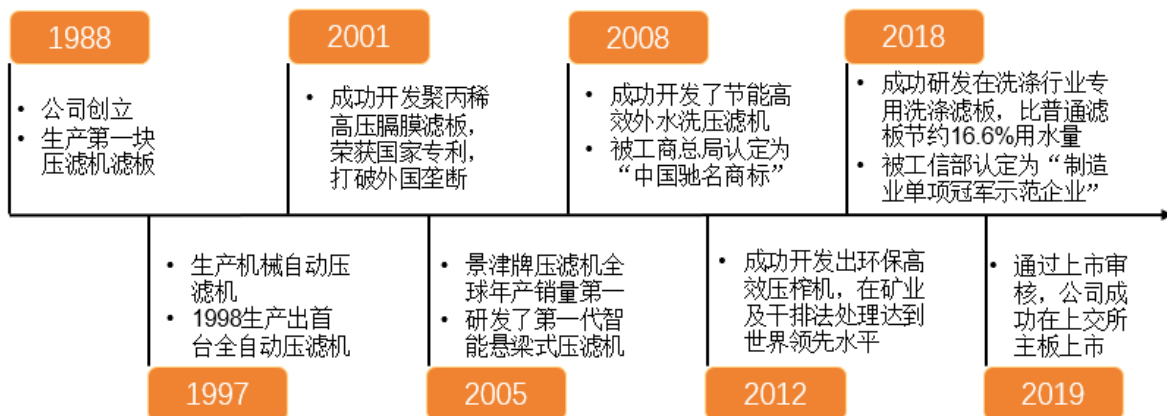 1988
2001
2008
2018
• 公司创立
• 生产第一块
压滤机滤板
• 成功开发聚丙稀
高压膈膜滤板，
荣获国家专利，
打破外国垄断
• 成功开发了节能高
效外水洗压滤机
• 被工商总局认定为
“中国驰名商标”
• 成功研发在洗涤行业专
用洗涤滤板，比普通滤
板节约16.6%用水量
• 被工信部认定为“制造
业单项冠军示范企业”
• 生产机械自动压
滤机
• 1998生产出首
台全自动压滤机
• 景津牌压滤机全
球年产销量第一
• 研发了第一代智
能悬梁式压滤机
• 成功开发出环保高
效压榨机，在矿业
及干排法处理达到
世界领先水平
• 通过上市审
核，公司成
功在上交所
主板上市
1997
2005
2012
2019